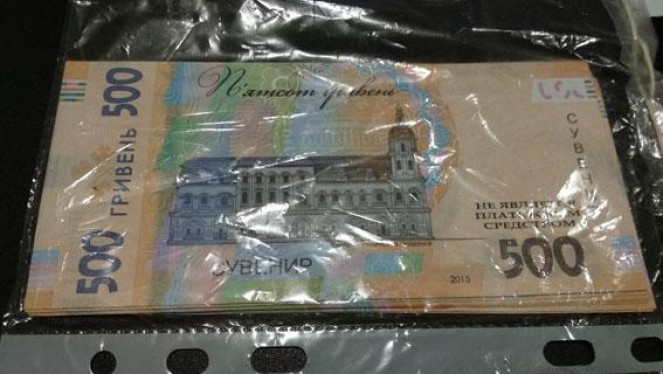 П'ятсот гривень
500 ГРИВЕНЬ 500
СУВЕНИР
НЕ ЯВЛЯЕТСЯ
ПЛАТЕЖНЫМ
СРЕДСТВОМ
500
СУВЕНИР
2015